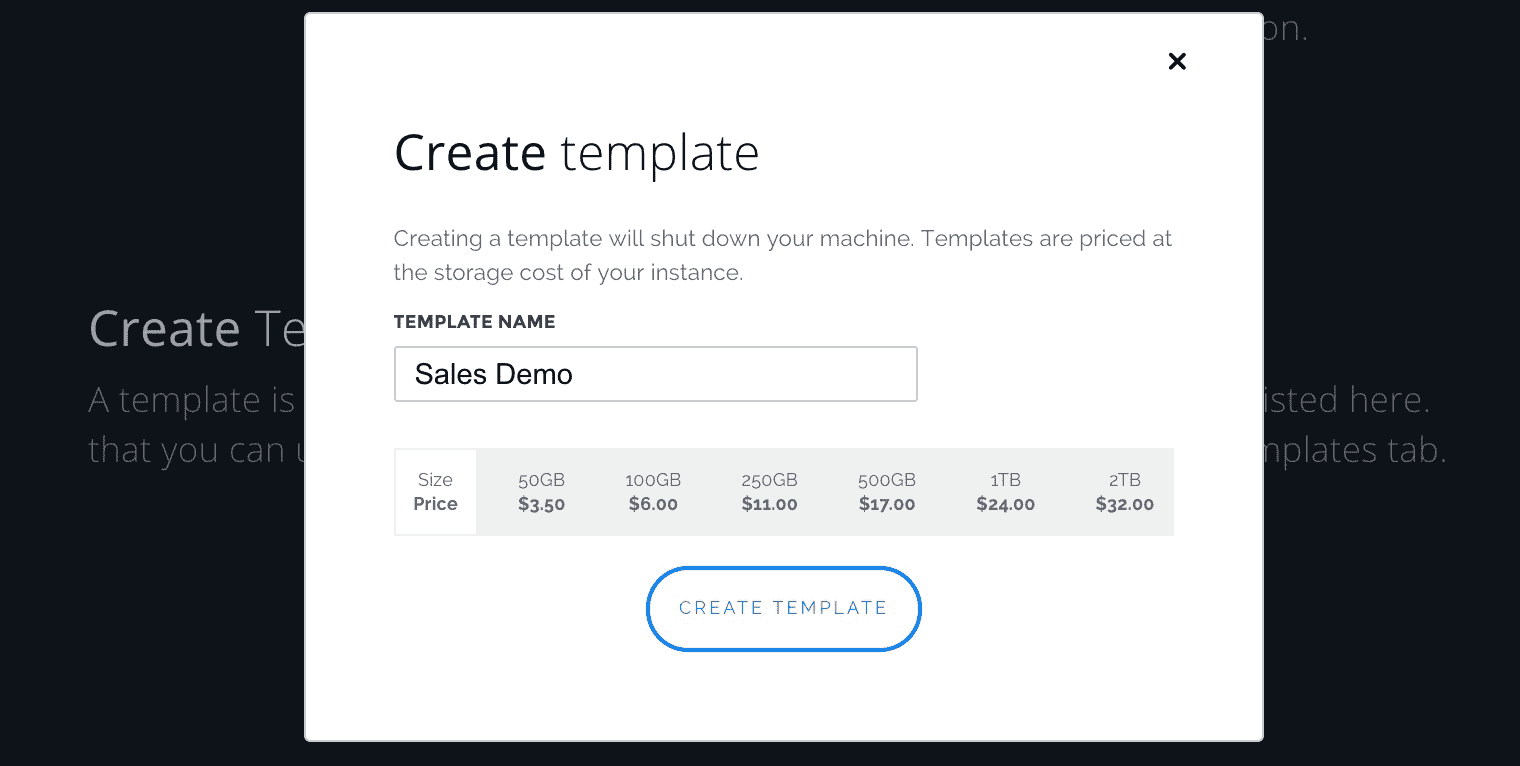 on.
Create template
Creating a template will shut down your machine. Templates are priced at
the storage cost of your instance.
TEMPLATE NAME
Sales Demo
Create Te
A template is
isted here.
that you can
mplates tab.
Size 50GB 100GB 250GB 500GB 1TB 2TB
Price $3.50 $6.00 $11.00 $17.00 $24.00 $32.00
CREATE TEMPLATE